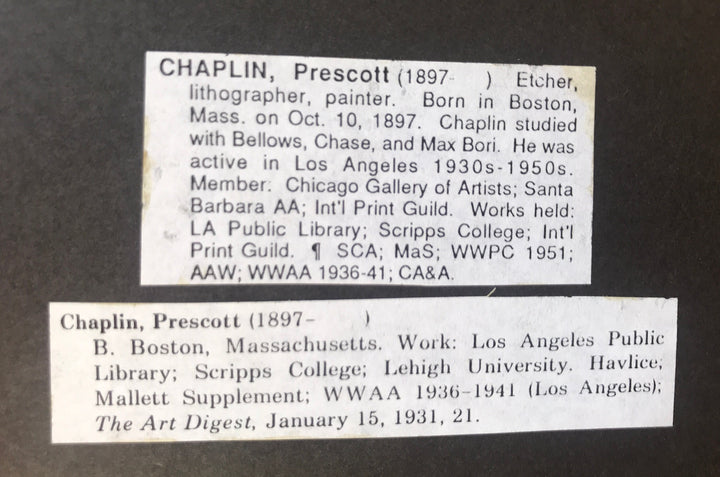 CHAPLIN, Prescott (1897- ) Etcher,
lithographer, painter. Born in Boston,
Mass. on Oct. 10, 1897. Chaplin studied
with Bellows, Chase, and Max Bori. He was
active in Los Angeles 1930s-1950s.
Member: Chicago Gallery of Artists; Santa
Barbara AA; Int'l Print Guild. Works held:
LA Public Library; Scripps College; Int'l
Print Guild. ¶ SCA; MaS; WWPC 1951;
AAW; WWAA 1936-41; CA&A.
Chaplin, Prescott (1897- )
B. Boston, Massachusetts. Work: Los Angeles Public
Library; Scripps College; Lehigh University. Havlice;
Mallett Supplement; WWAA 1936-1941 (Los Angeles);
The Art Digest, January 15, 1931, 21.